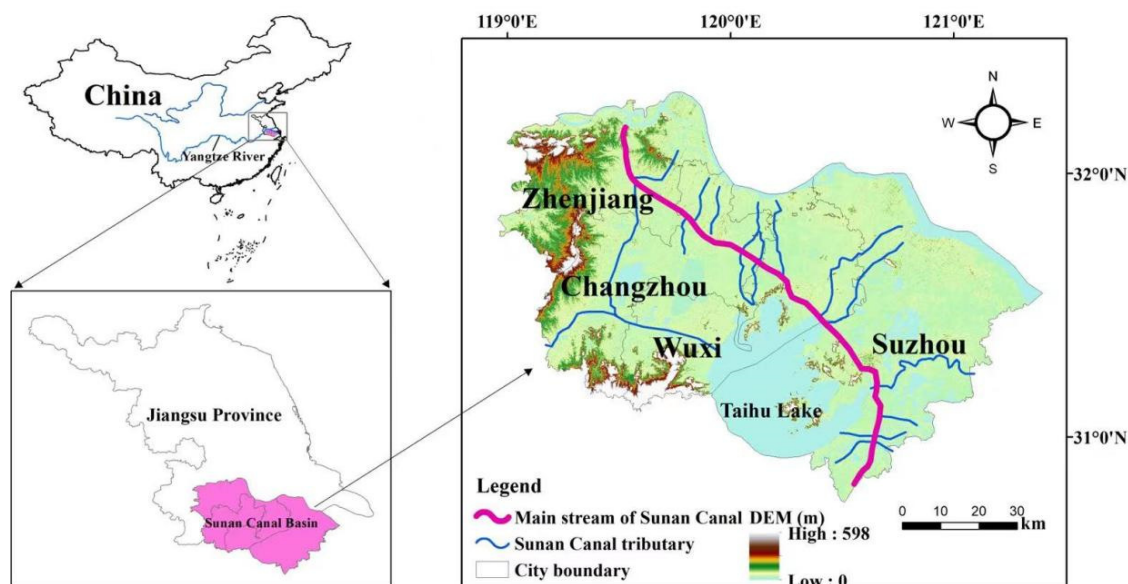 China
Yangtze River
Jiangsu Province
Sunan Canal Basin
119°0'E
120°0'E
121°0'E
N
W
E
S
32°0'N
31°0'N
Zhenjiang
Changzhou
Wuxi
Suzhou
Taihu Lake
Legend
Main stream of Sunan Canal
Sunan Canal tributary
City boundary
DEM (m)
High : 598
Low : 0
0 5 10 20 30
km